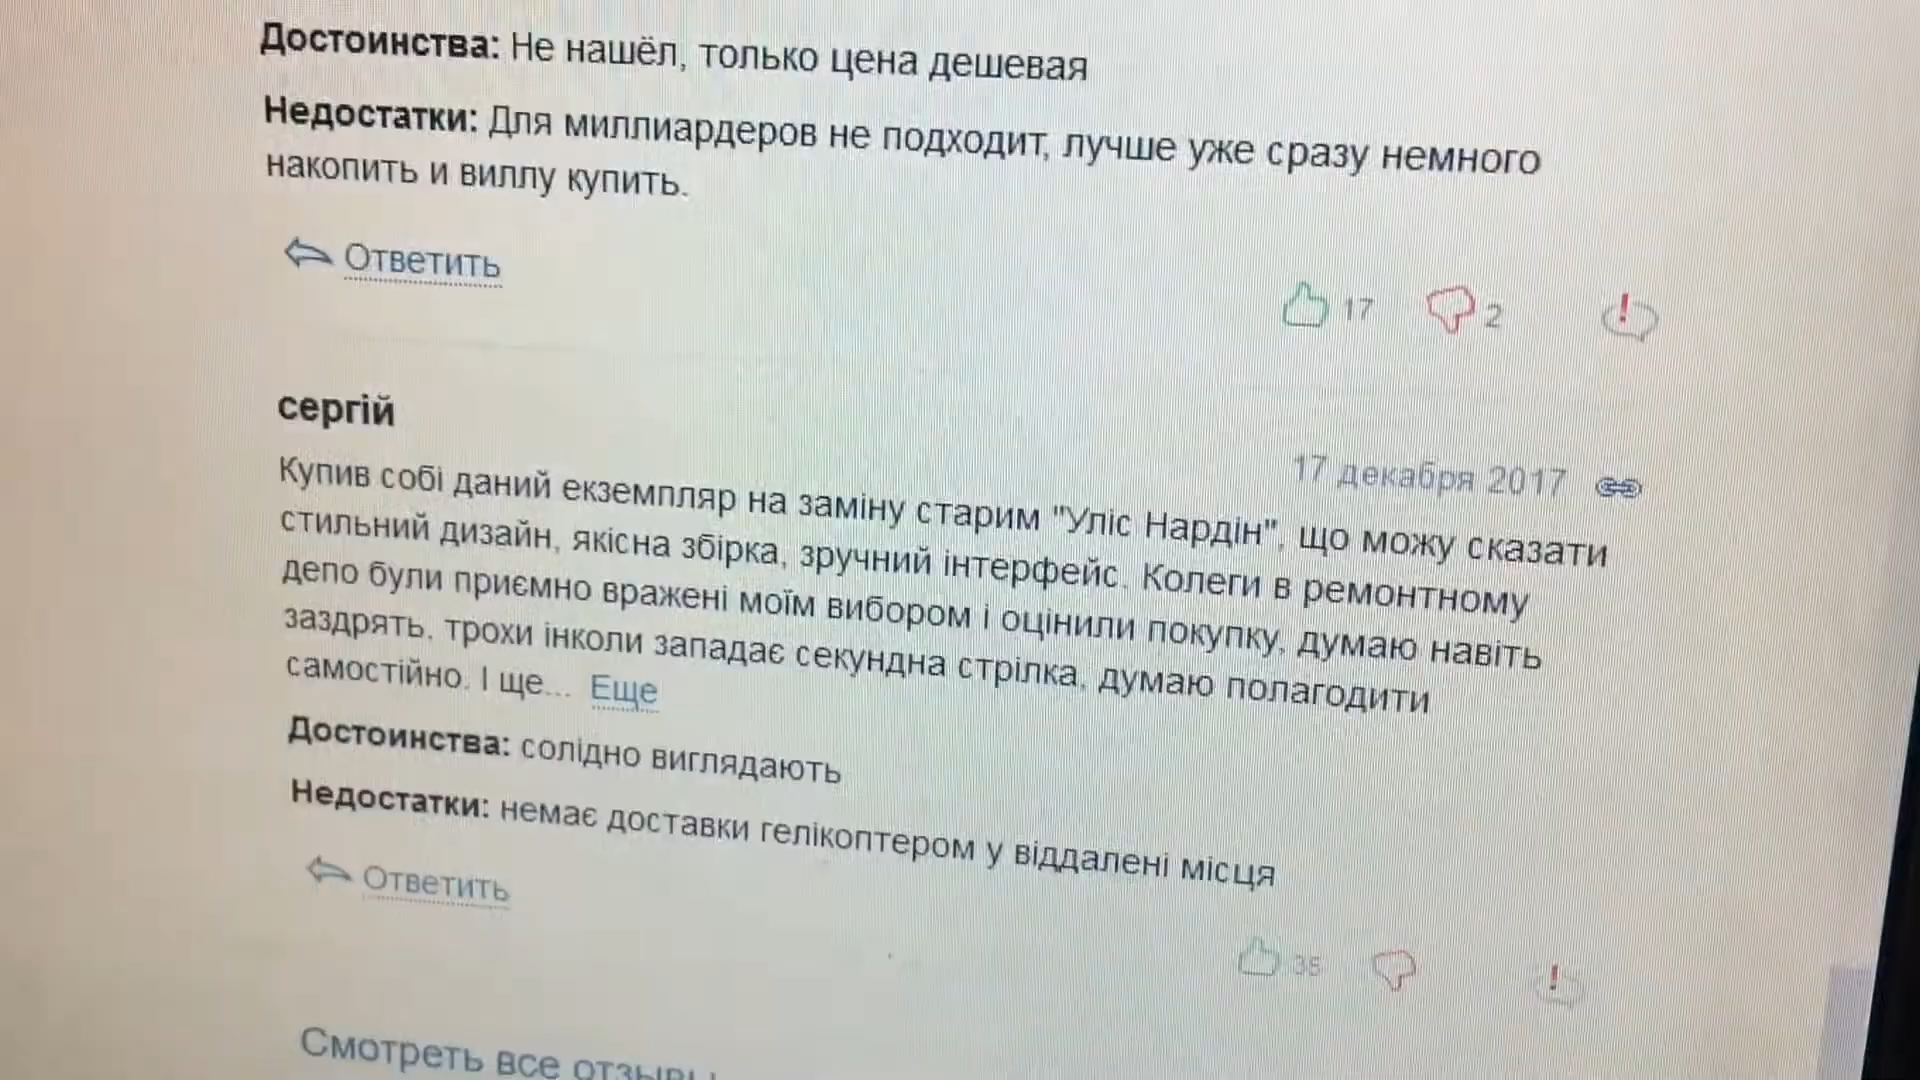 Достоинства: Не нашёл, только цена дешевая
Недостатки: Для миллиардеров не подходит, лучше уже сразу немного
накопить и виллу купить.
Ответить
17 2
сергій
17 декабря 2017
Купив собі даний екземпляр на заміну старим "Уліс Нардін", що можу сказати
стильний дизайн, якісна збірка, зручний інтерфейс. Колеги в ремонтному
депо були приємно вражені моїм вибором і оцінили покупку, думаю навіть
заздрять. трохи інколи западає секундна стрілка, думаю полагодити
самостійно. І ще... Еще
Достоинства: солідно виглядають
Недостатки: немає доставки гелікоптером у віддалені місця
Ответить
35
Смотреть все отзывы